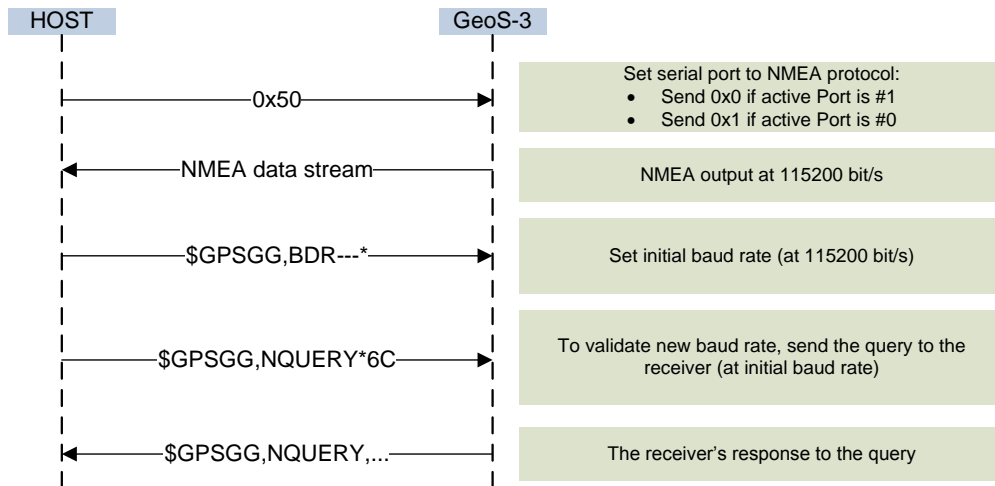 HOST
GeoS-3
0x50
Set serial port to NMEA protocol:
• Send 0x0 if active Port is #1
• Send 0x1 if active Port is #0
NMEA data stream
NMEA output at 115200 bit/s
$GPSGG,BDR---*
Set initial baud rate (at 115200 bit/s)
$GPSGG,NQUERY*6C
To validate new baud rate, send the query to the
receiver (at initial baud rate)
$GPSGG,NQUERY,...
The receiver's response to the query